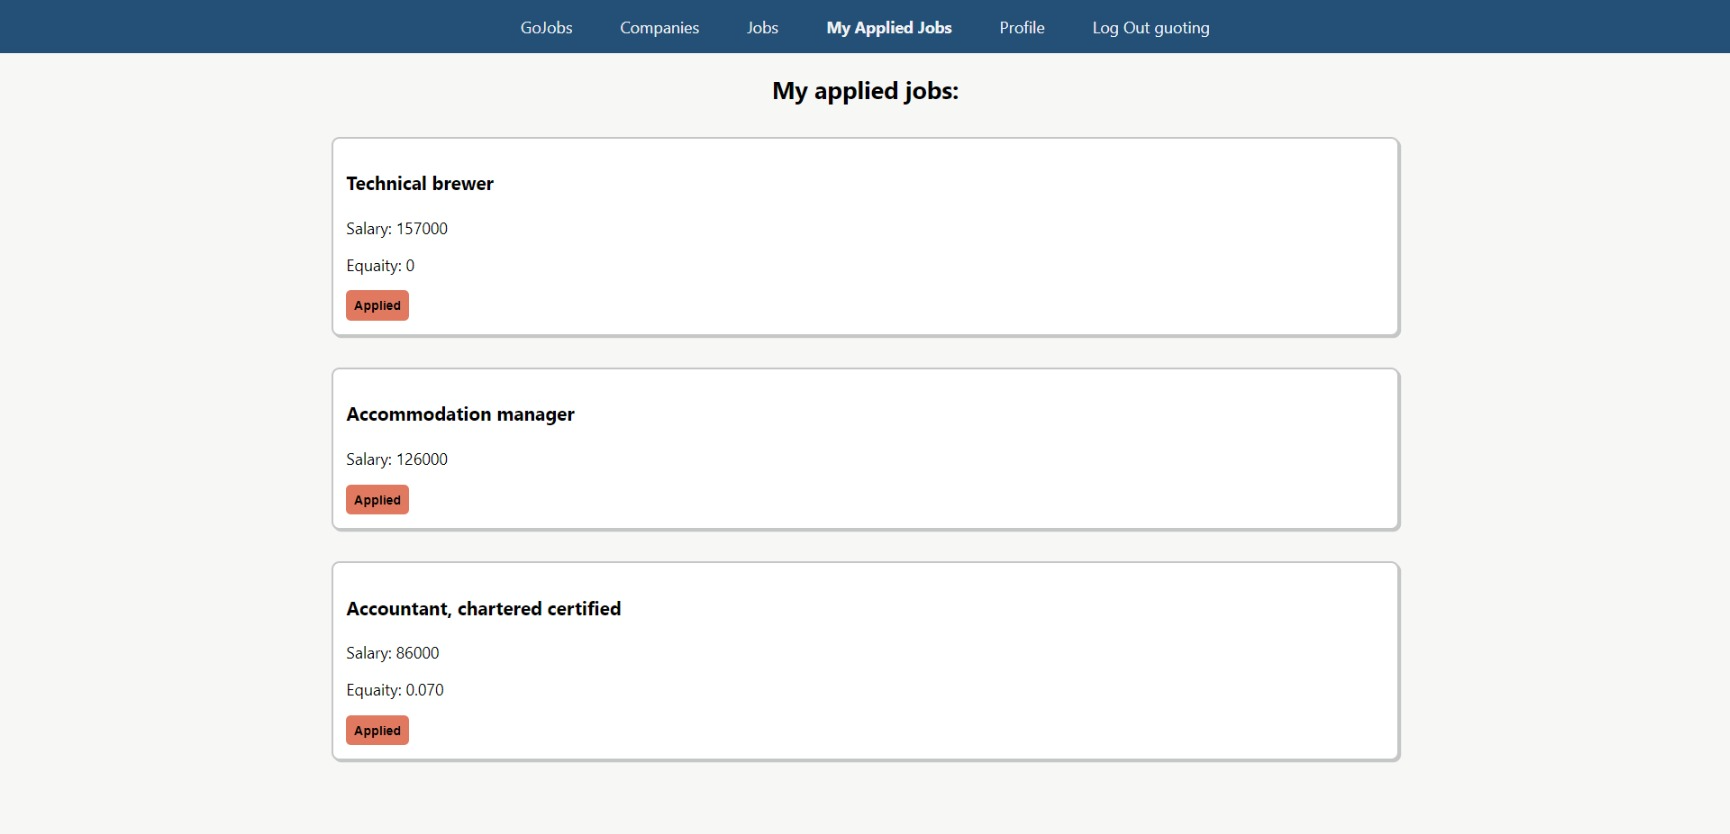 GoJobs Companies Jobs My Applied Jobs Profile Log Out guoting
My applied jobs:
Technical brewer
Salary: 157000
Equaity: 0
Applied
Accommodation manager
Salary: 126000
Applied
Accountant, chartered certified
Salary: 86000
Equaity: 0.070
Applied